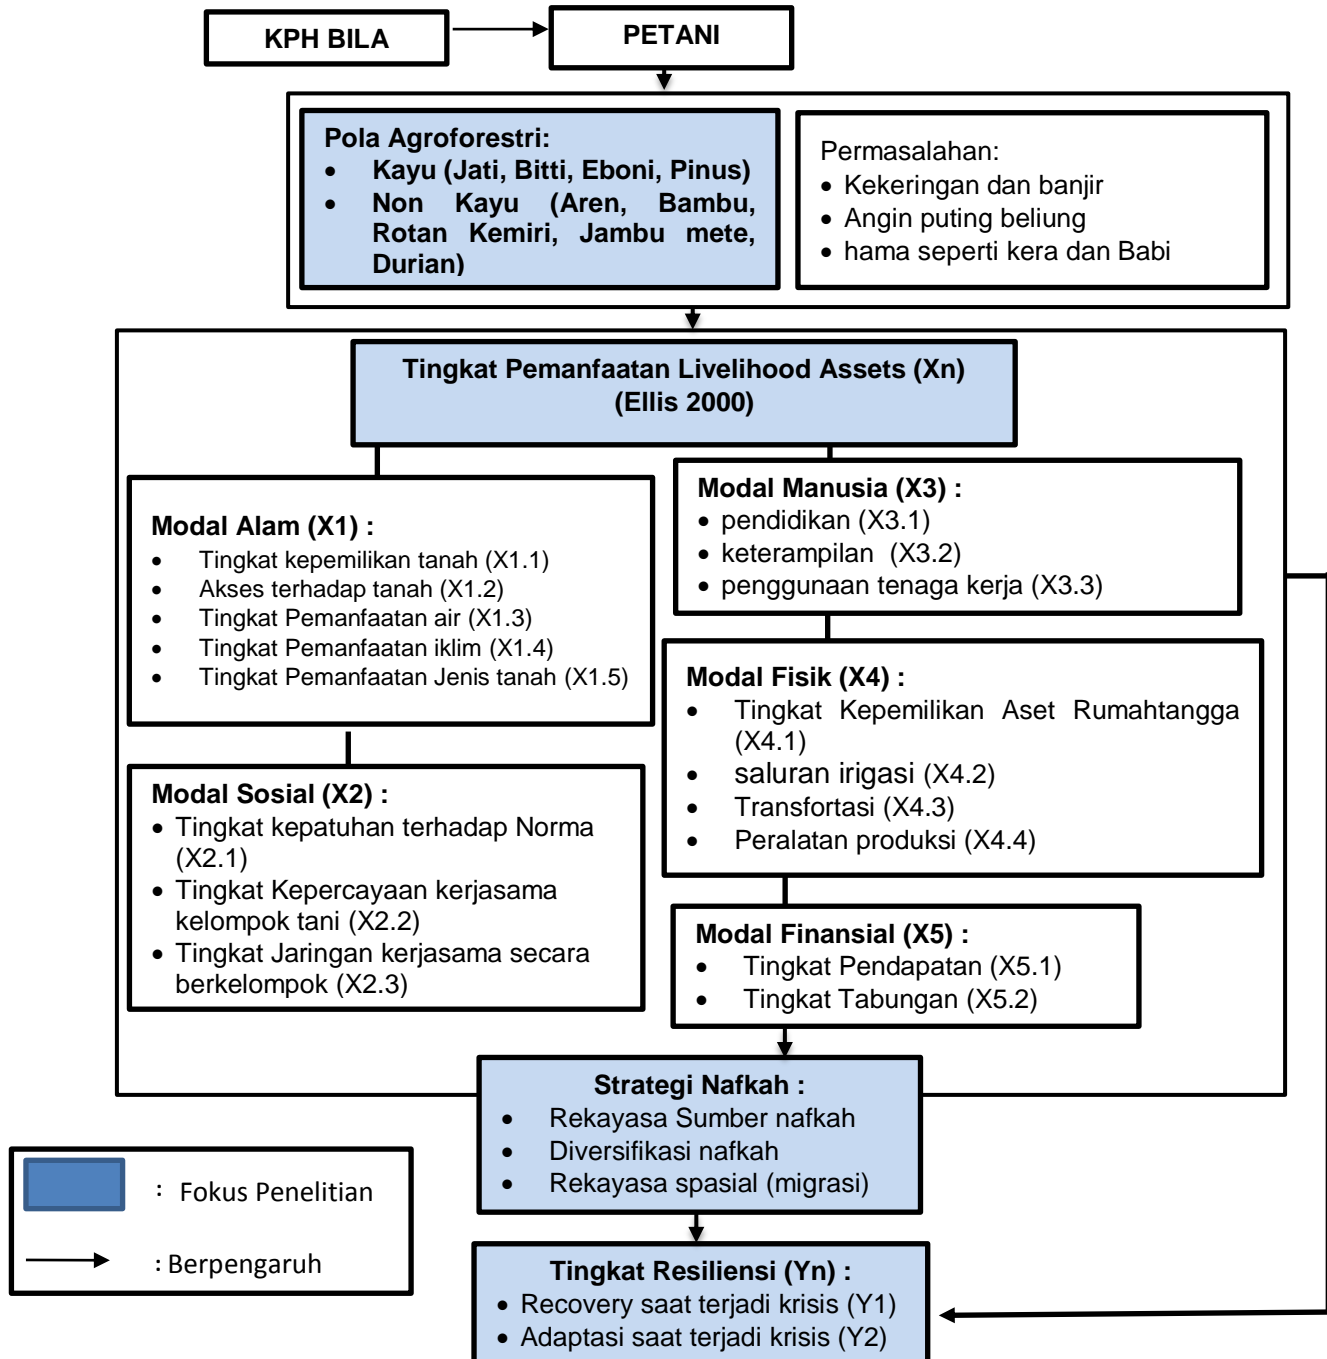 KPH BILA
PETANI
Pola Agroforestri:
• Kayu (Jati, Bitti, Eboni, Pinus)
• Non Kayu (Aren, Bambu,
Rotan Kemiri, Jambu mete,
Durian)
Permasalahan:
• Kekeringan dan banjir
• Angin puting beliung
• hama seperti kera dan Babi
Tingkat Pemanfaatan Livelihood Assets (Xn)
(Ellis 2000)
Modal Alam (X1) :
• Tingkat kepemilikan tanah (X1.1)
• Akses terhadap tanah (X1.2)
• Tingkat Pemanfaatan air (X1.3)
• Tingkat Pemanfaatan iklim (X1.4)
• Tingkat Pemanfaatan Jenis tanah (X1.5)
Modal Sosial (X2) :
• Tingkat kepatuhan terhadap Norma
(X2.1)
• Tingkat Kepercayaan kerjasama
kelompok tani (X2.2)
• Tingkat Jaringan kerjasama secara
berkelompok (X2.3)
Modal Manusia (X3) :
• pendidikan (X3.1)
• keterampilan (X3.2)
• penggunaan tenaga kerja (X3.3)
Modal Fisik (X4) :
• Tingkat Kepemilikan Aset Rumahtangga
(X4.1)
• saluran irigasi (X4.2)
• Transfortasi (X4.3)
• Peralatan produksi (X4.4)
Modal Finansial (X5) :
• Tingkat Pendapatan (X5.1)
• Tingkat Tabungan (X5.2)
Strategi Nafkah :
• Rekayasa Sumber nafkah
• Diversifikasi nafkah
• Rekayasa spasial (migrasi)
: Fokus Penelitian
: Berpengaruh
Tingkat Resiliensi (Yn) :
• Recovery saat terjadi krisis (Y1)
• Adaptasi saat terjadi krisis (Y2)